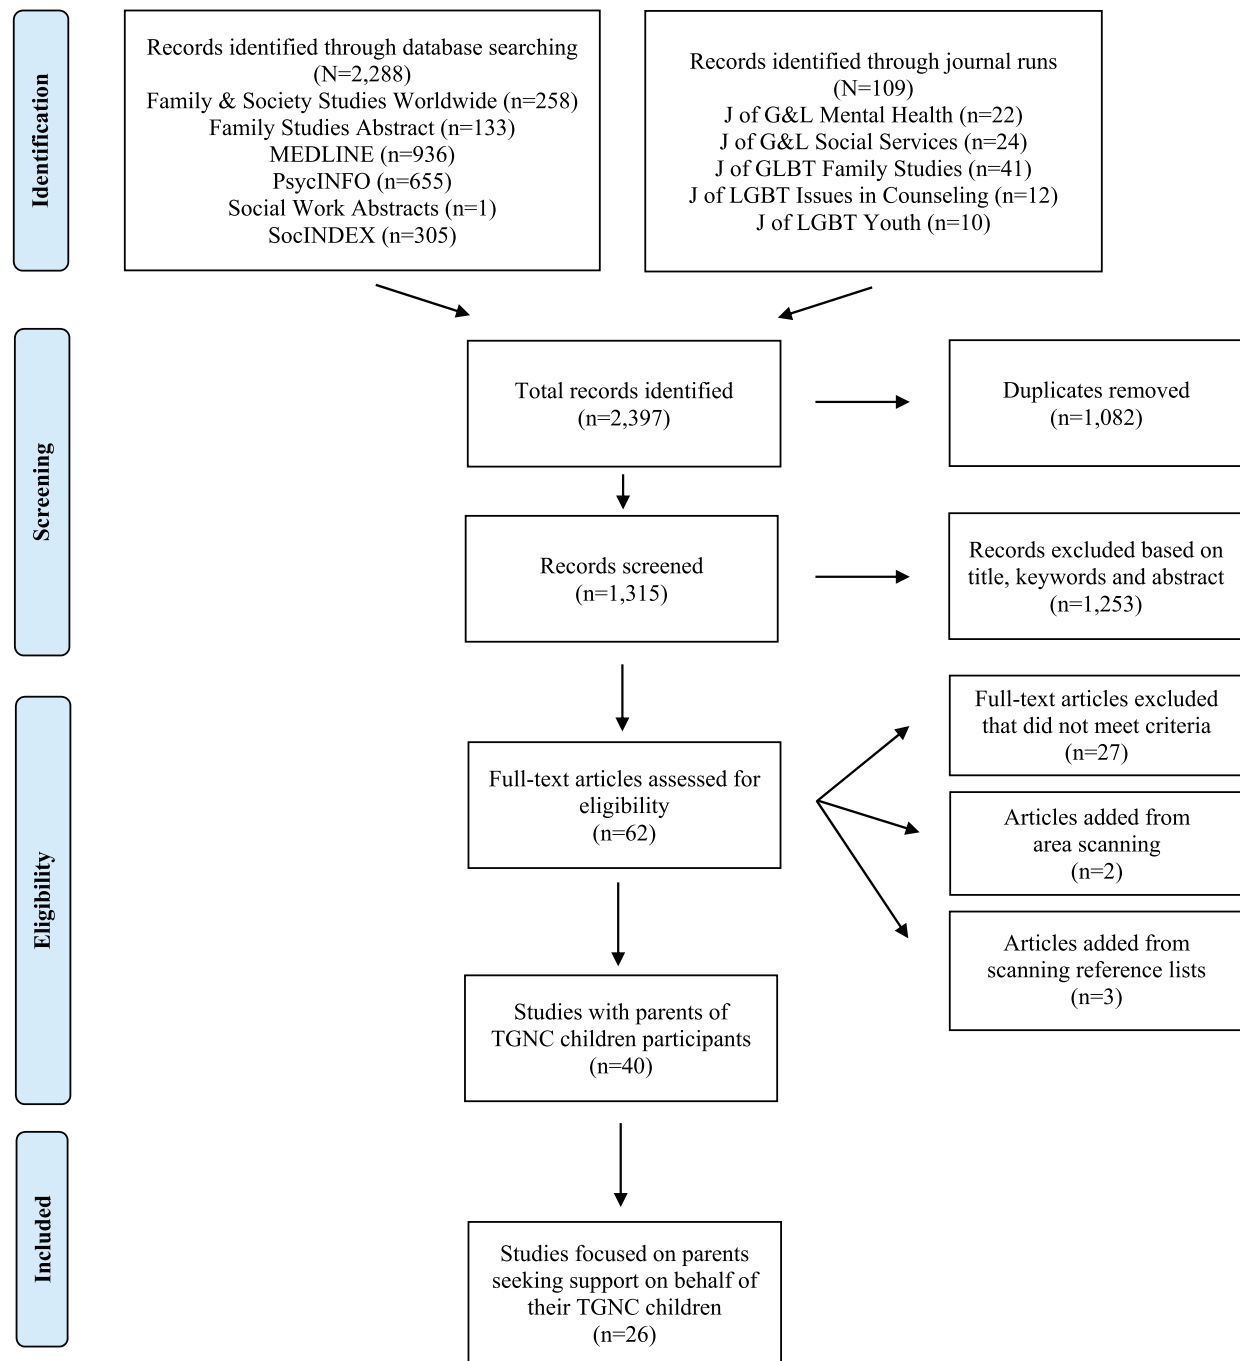 Identification
Records identified through database searching
(N=2,288)
Family & Society Studies Worldwide (n=258)
Family Studies Abstract (n=133)
MEDLINE (n=936)
PsycINFO (n=655)
Social Work Abstracts (n=1)
SocINDEX (n=305)
Records identified through journal runs
(N=109)
J of G&L Mental Health (n=22)
J of G&L Social Services (n=24)
J of GLBT Family Studies (n=41)
J of LGBT Issues in Counseling (n=12)
J of LGBT Youth (n=10)
Screening
Total records identified
(n=2,397)
Duplicates removed
(n=1,082)
Records screened
(n=1,315)
Records excluded based on
title, keywords and abstract
(n=1,253)
Eligibility
Full-text articles assessed for
eligibility
(n=62)
Full-text articles excluded
that did not meet criteria
(n=27)
Articles added from
area scanning
(n=2)
Articles added from
scanning reference lists
(n=3)
Studies with parents of
TGNC children participants
(n=40)
Included
Studies focused on parents
seeking support on behalf of
their TGNC children
(n=26)